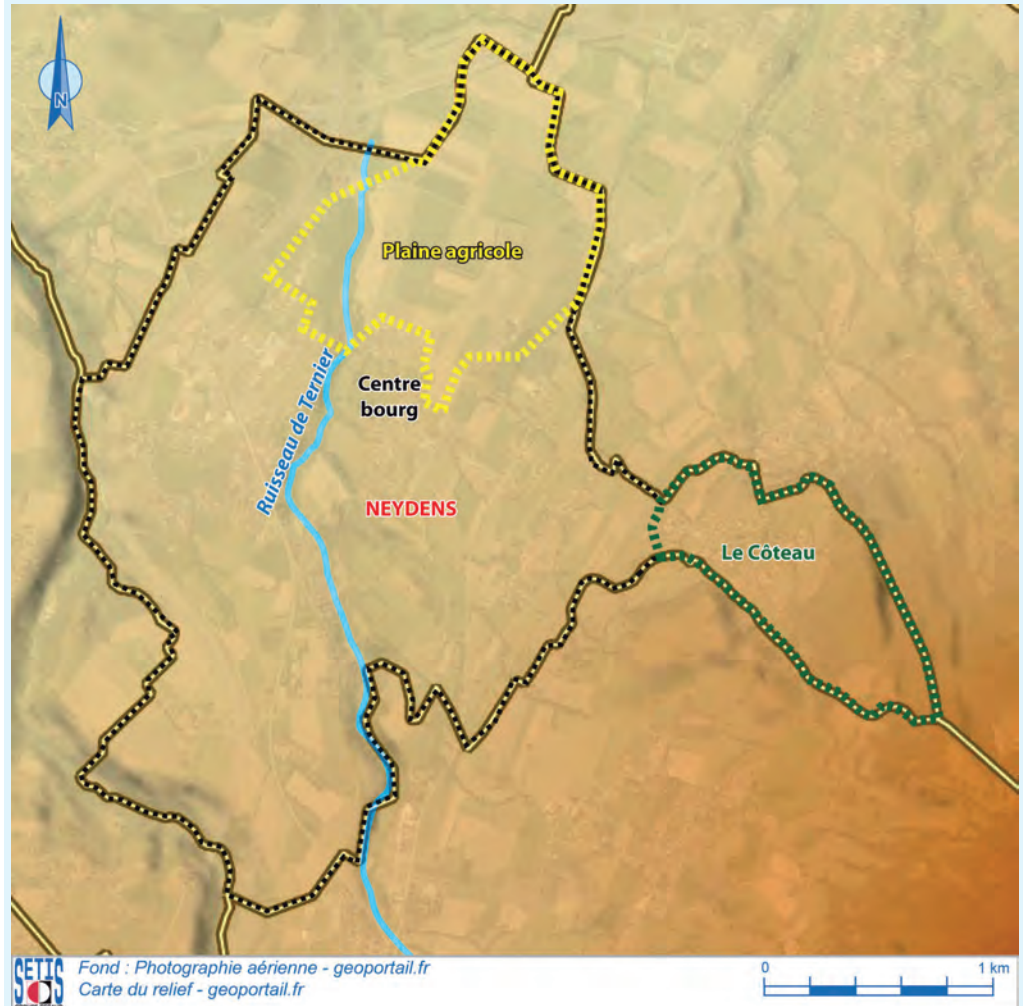 N
Plaine agricole
Ruisseau de Ternier
Centre
bourg
NEYDENS
Le Côteau
SETIS
Fond : Photographie aérienne - geoportail.fr
Carte du relief - geoportail.fr
0 1 km